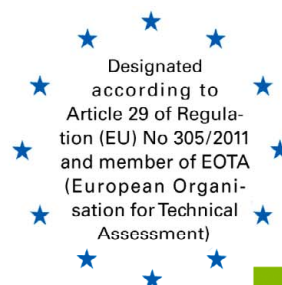 Designated
according to
Article 29 of Regula-
tion (EU) No 305/2011
and member of EOTA
(European Organi-
sation for Technical
Assessment)